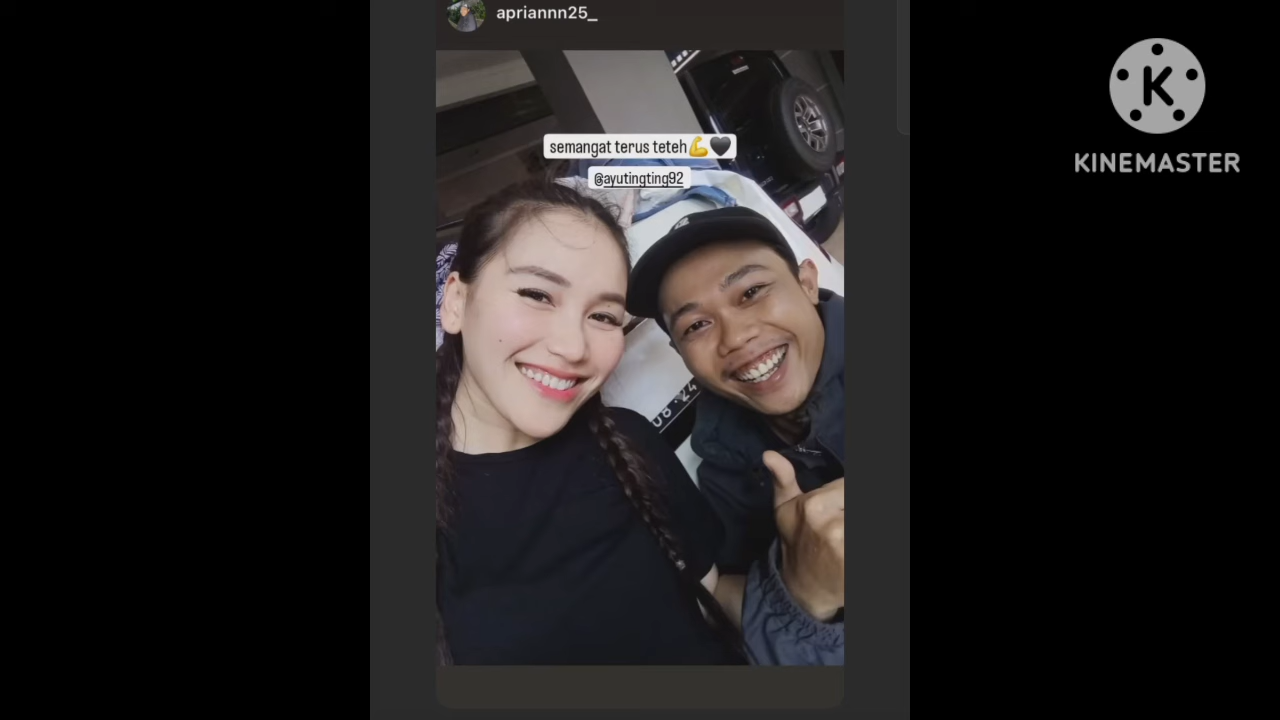 apriannn25_
semangat terus teteh💪🖤
@ayutingting92
KINEMASTER